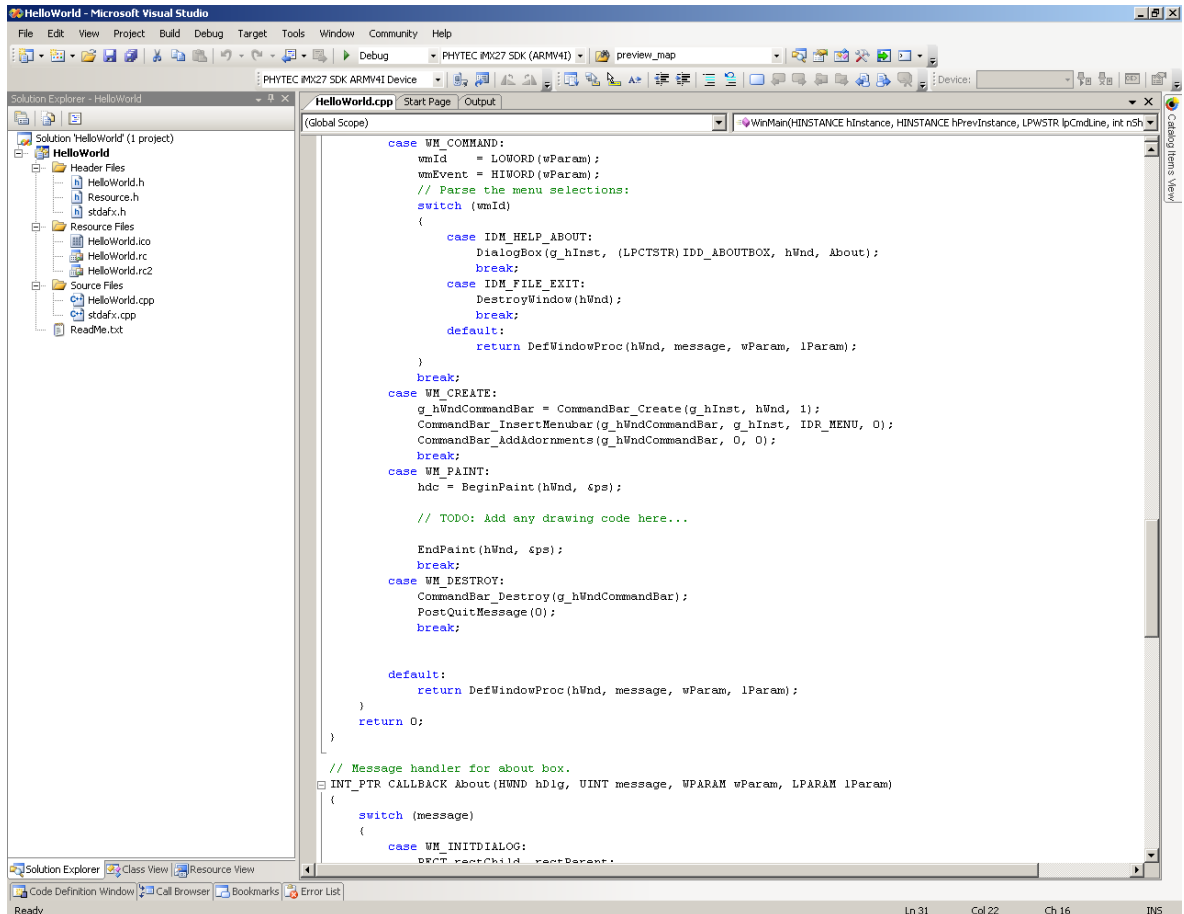 HelloWorld - Microsoft Visual Studio
File Edit View Project Build Debug Target Tools Window Community Help
Debug PHYTEC iMX27 SDK (ARMV4I) preview_map
PHYTEC iMX27 SDK ARMV4I Device Device:
Solution Explorer - HelloWorld
Solution 'HelloWorld' (1 project)
HelloWorld
Header Files
HelloWorld.h
Resource.h
stdafx.h
Resource Files
HelloWorld.ico
HelloWorld.rc
HelloWorld.rc2
Source Files
HelloWorld.cpp
stdafx.cpp
ReadMe.txt
Solution Explorer Class View Resource View
HelloWorld.cpp Start Page Output
(Global Scope) WinMain(HINSTANCE hInstance, HINSTANCE hPrevInstance, LPWSTR lpCmdLine, int nSh
case WM_COMMAND:
wmId = LOWORD(wParam);
wmEvent = HIWORD(wParam);
// Parse the menu selections:
switch (wmId)
{
case IDM_HELP_ABOUT:
DialogBox(g_hInst, (LPCTSTR)IDD_ABOUTBOX, hWnd, About);
break;
case IDM_FILE_EXIT:
DestroyWindow(hWnd);
break;
default:
return DefWindowProc(hWnd, message, wParam, lParam);
}
break;
case WM_CREATE:
g_hWndCommandBar = CommandBar_Create(g_hInst, hWnd, 1);
CommandBar_InsertMenubar(g_hWndCommandBar, g_hInst, IDR_MENU, 0);
CommandBar_AddAdornments(g_hWndCommandBar, 0, 0);
break;
case WM_PAINT:
hdc = BeginPaint(hWnd, &ps);
// TODO: Add any drawing code here...
EndPaint(hWnd, &ps);
break;
case WM_DESTROY:
CommandBar_Destroy(g_hWndCommandBar);
PostQuitMessage(0);
break;
default:
return DefWindowProc(hWnd, message, wParam, lParam);
}
return 0;
}
// Message handler for about box.
INT_PTR CALLBACK About(HWND hDlg, UINT message, WPARAM wParam, LPARAM lParam)
{
switch (message)
{
case WM_INITDIALOG:
RECT rectChild, rectParent;
Catalog Items View
Code Definition Window Call Browser Bookmarks Error List
Ready Ln 31 Col 22 Ch 16 INS